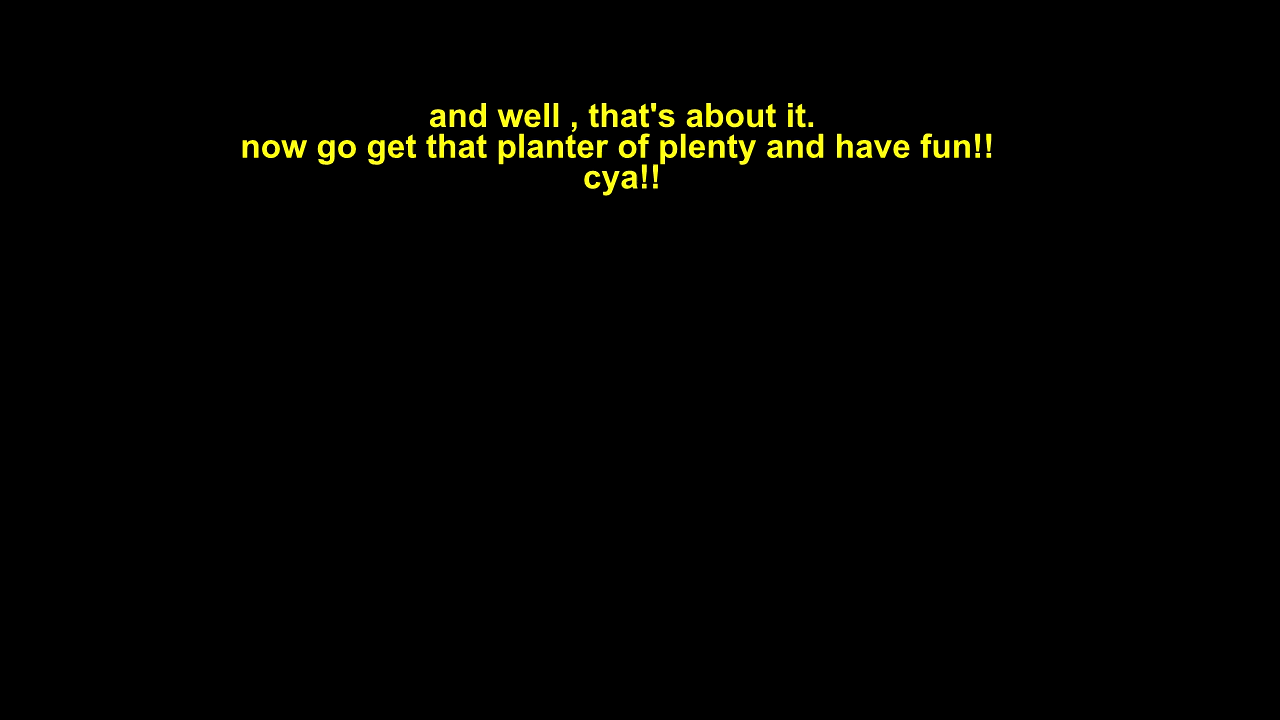 and well , that's about it.
now go get that planter of plenty and have fun!!
cya!!